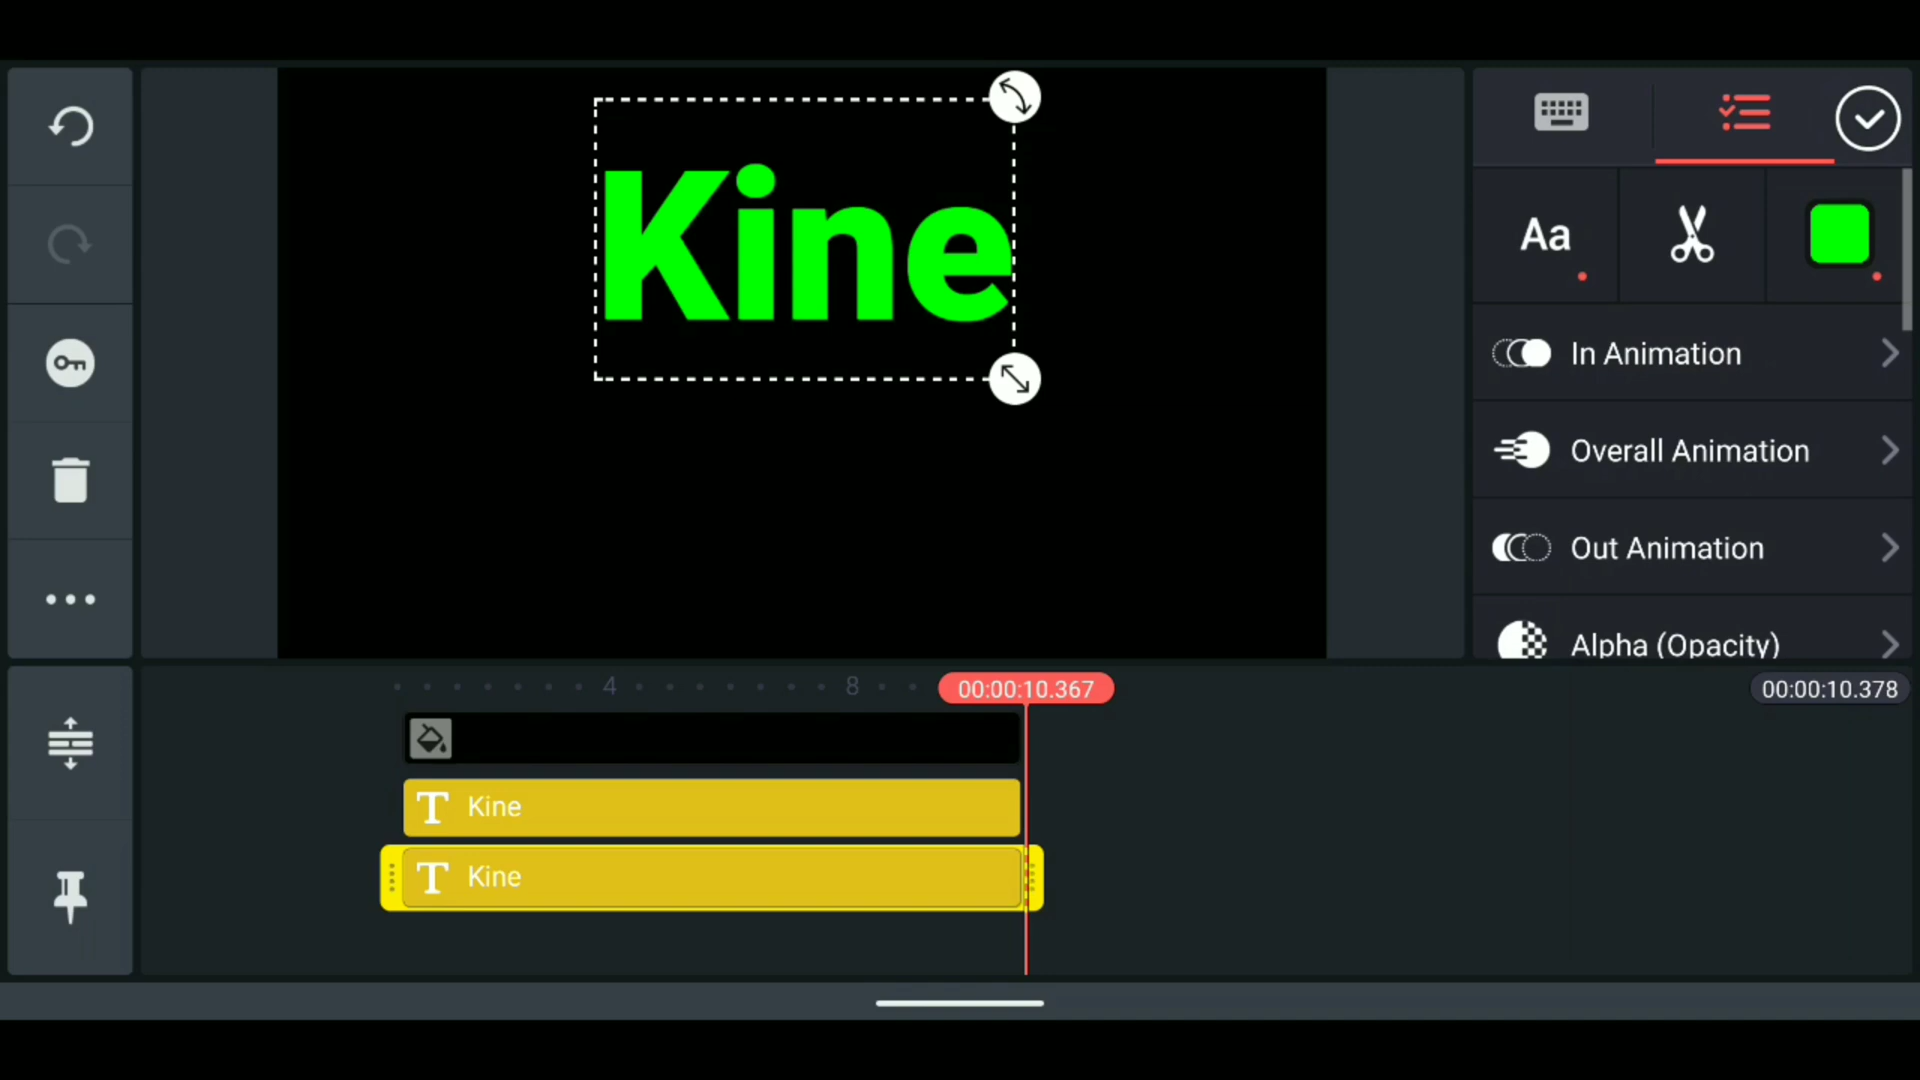 Kine
Aa
In Animation
Overall Animation
Out Animation
Alpha (Opacity)
4
8
00:00:10.367
00:00:10.378
T Kine
T Kine